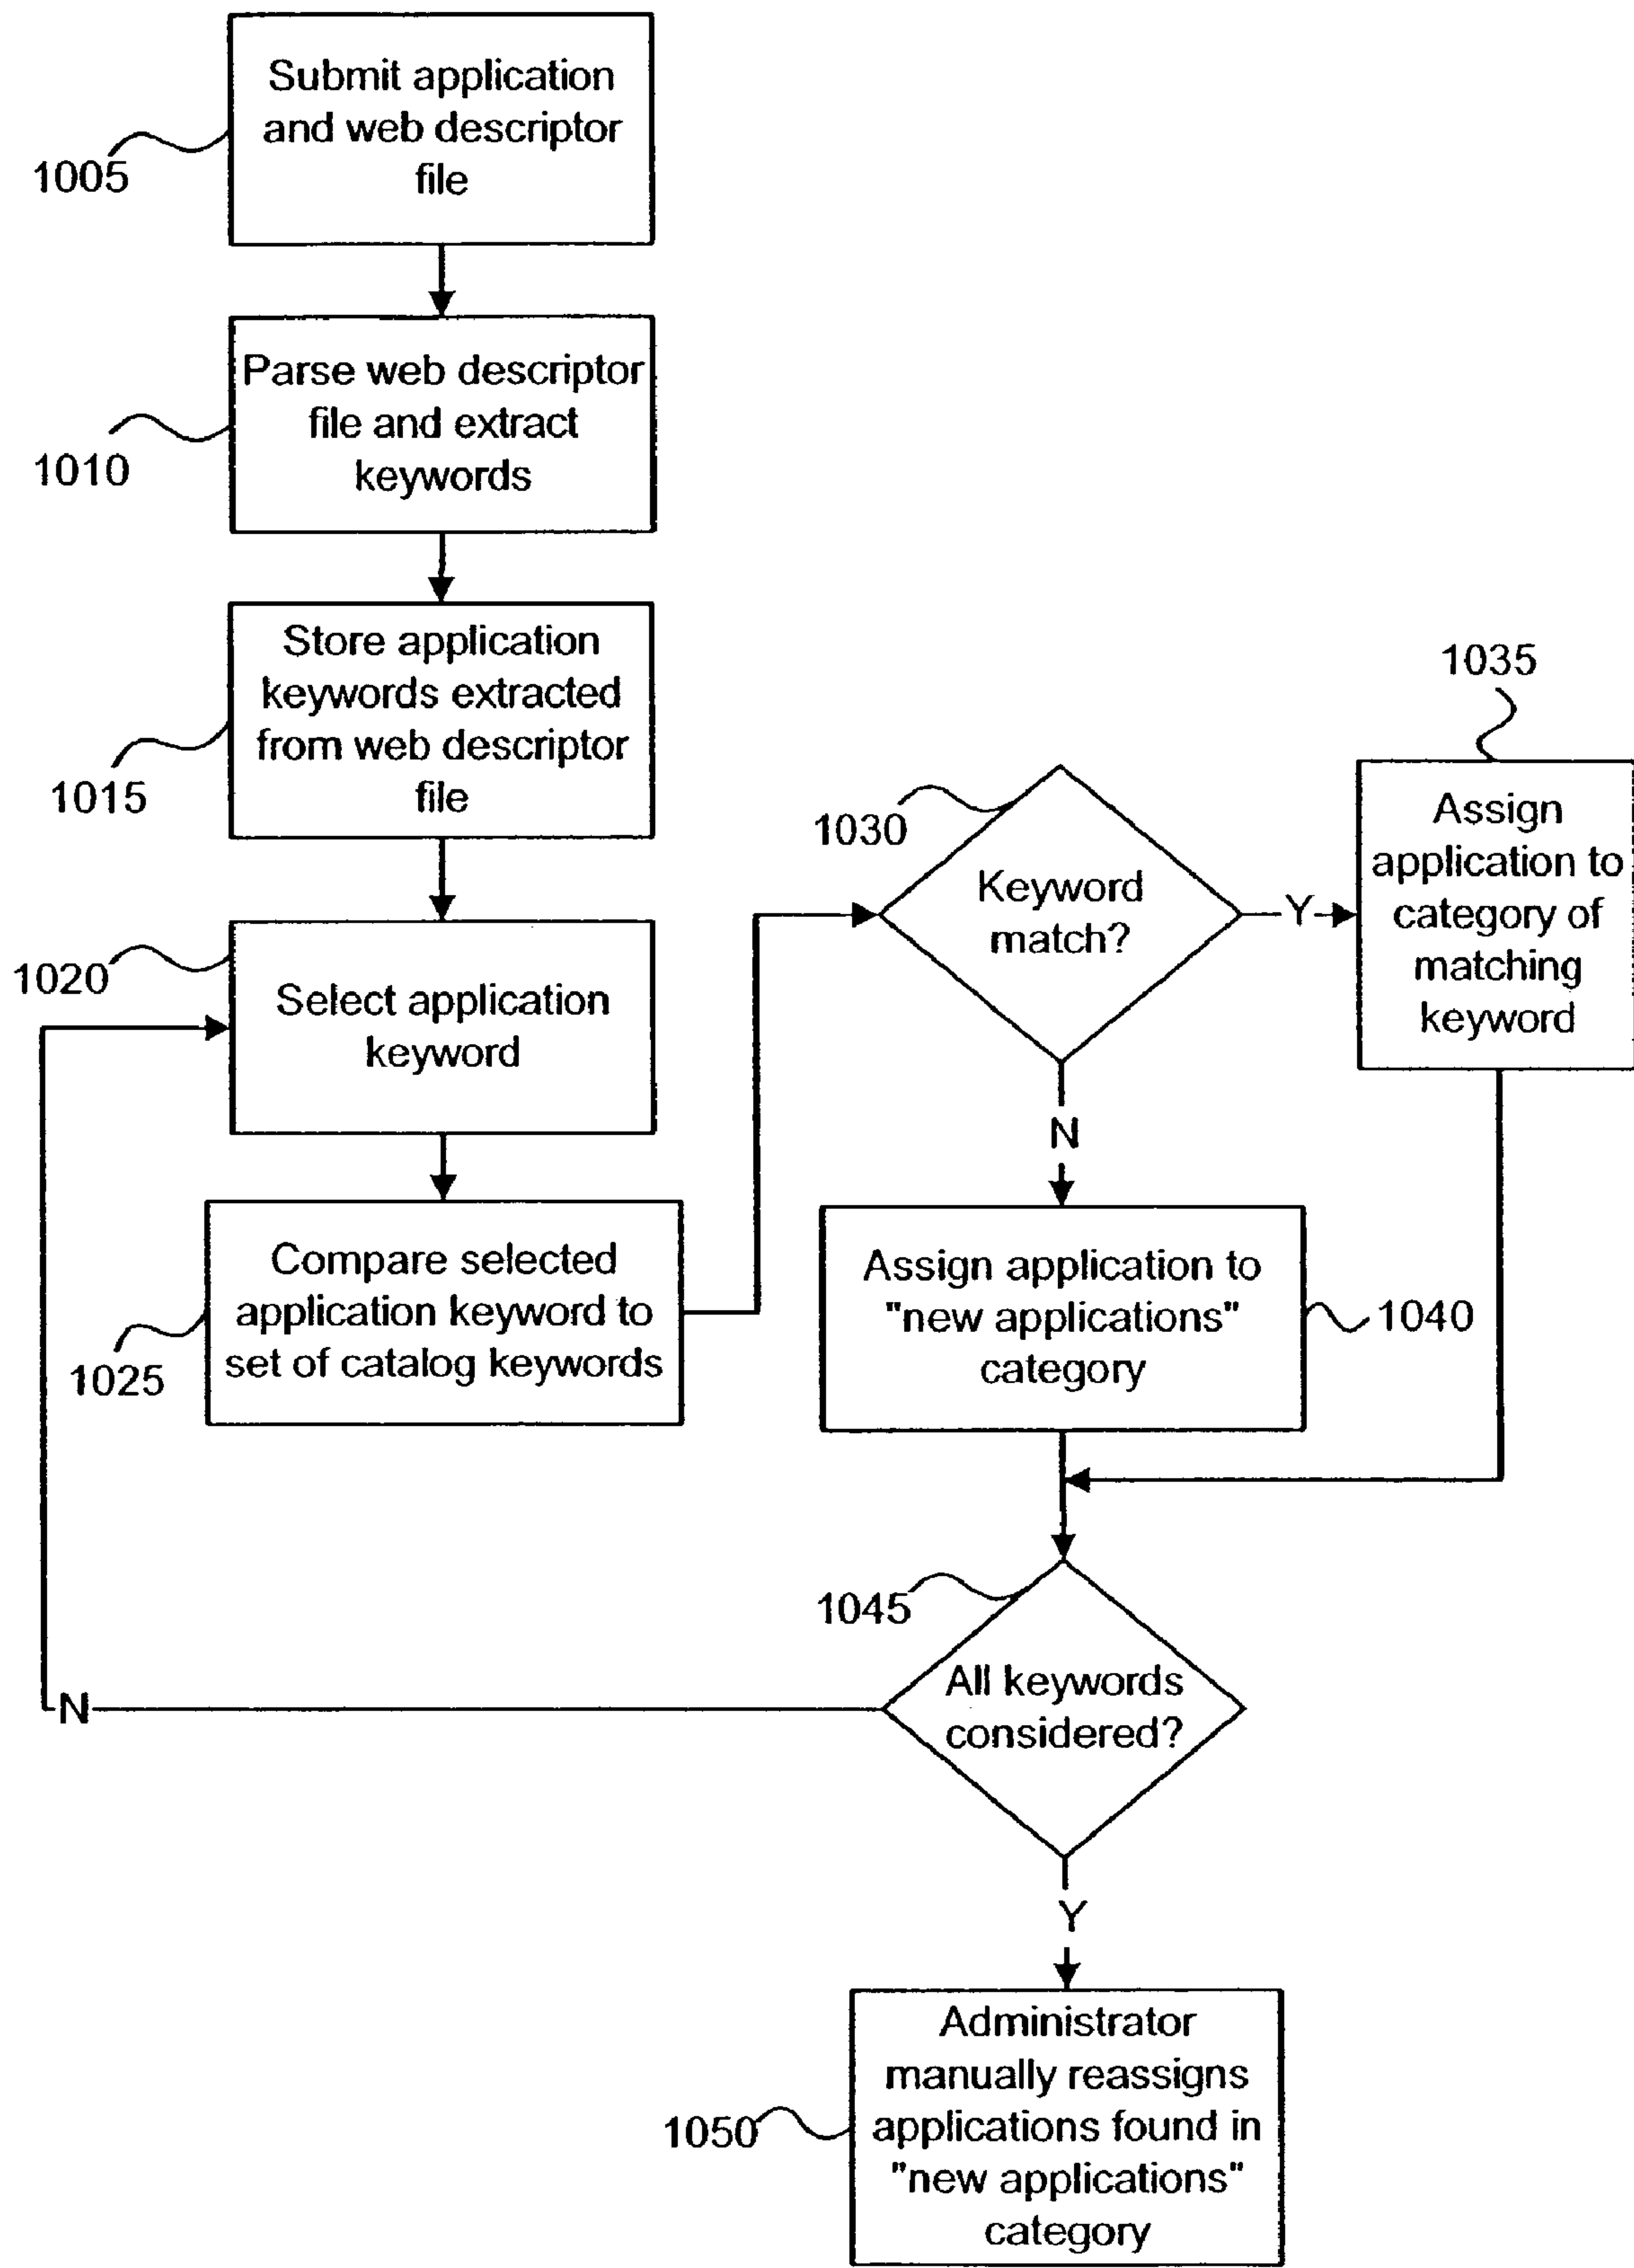 Submit application
and web descriptor
file
1005
Parse web descriptor
file and extract
keywords
1010
Store application
keywords extracted
from web descriptor
file
1015
1020
Select application
keyword
Compare selected
application keyword to
set of catalog keywords
1025
1030
Keyword
match?
Y
1035
Assign
application to
category of
matching
keyword
N
Assign application to
"new applications"
category
1040
1045
All keywords
considered?
N
Y
Administrator
manually reassigns
applications found in
"new applications"
category
1050